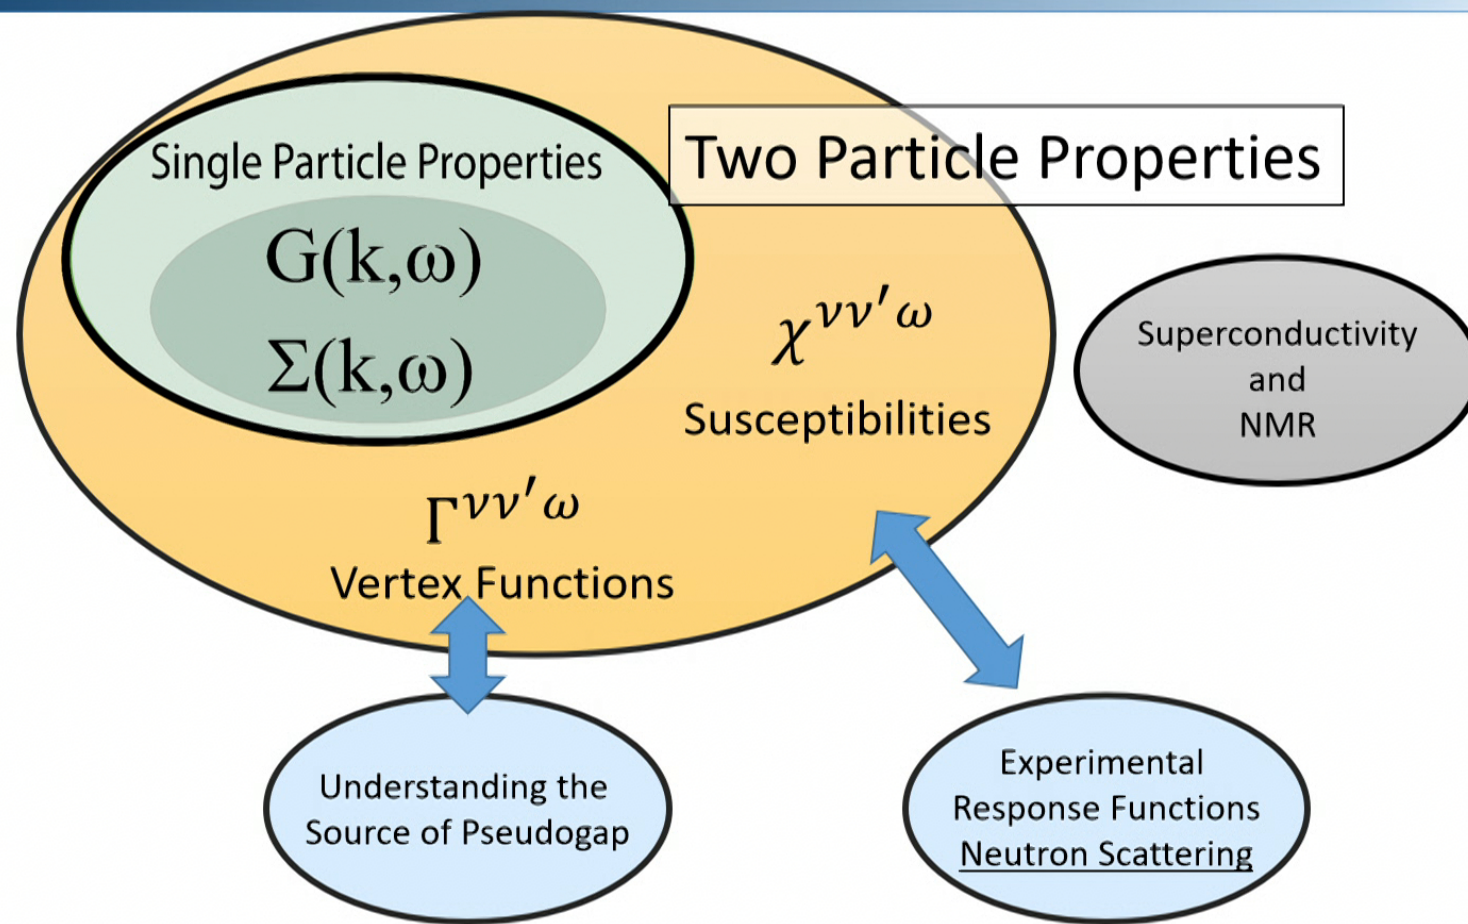 Single Particle Properties
Two Particle Properties
G(k,ω)
Σ(k,ω)
χ^νν′ω
Susceptibilities
Superconductivity
and
NMR
Γ^νν′ω
Vertex Functions
Understanding the
Source of Pseudogap
Experimental
Response Functions
Neutron Scattering